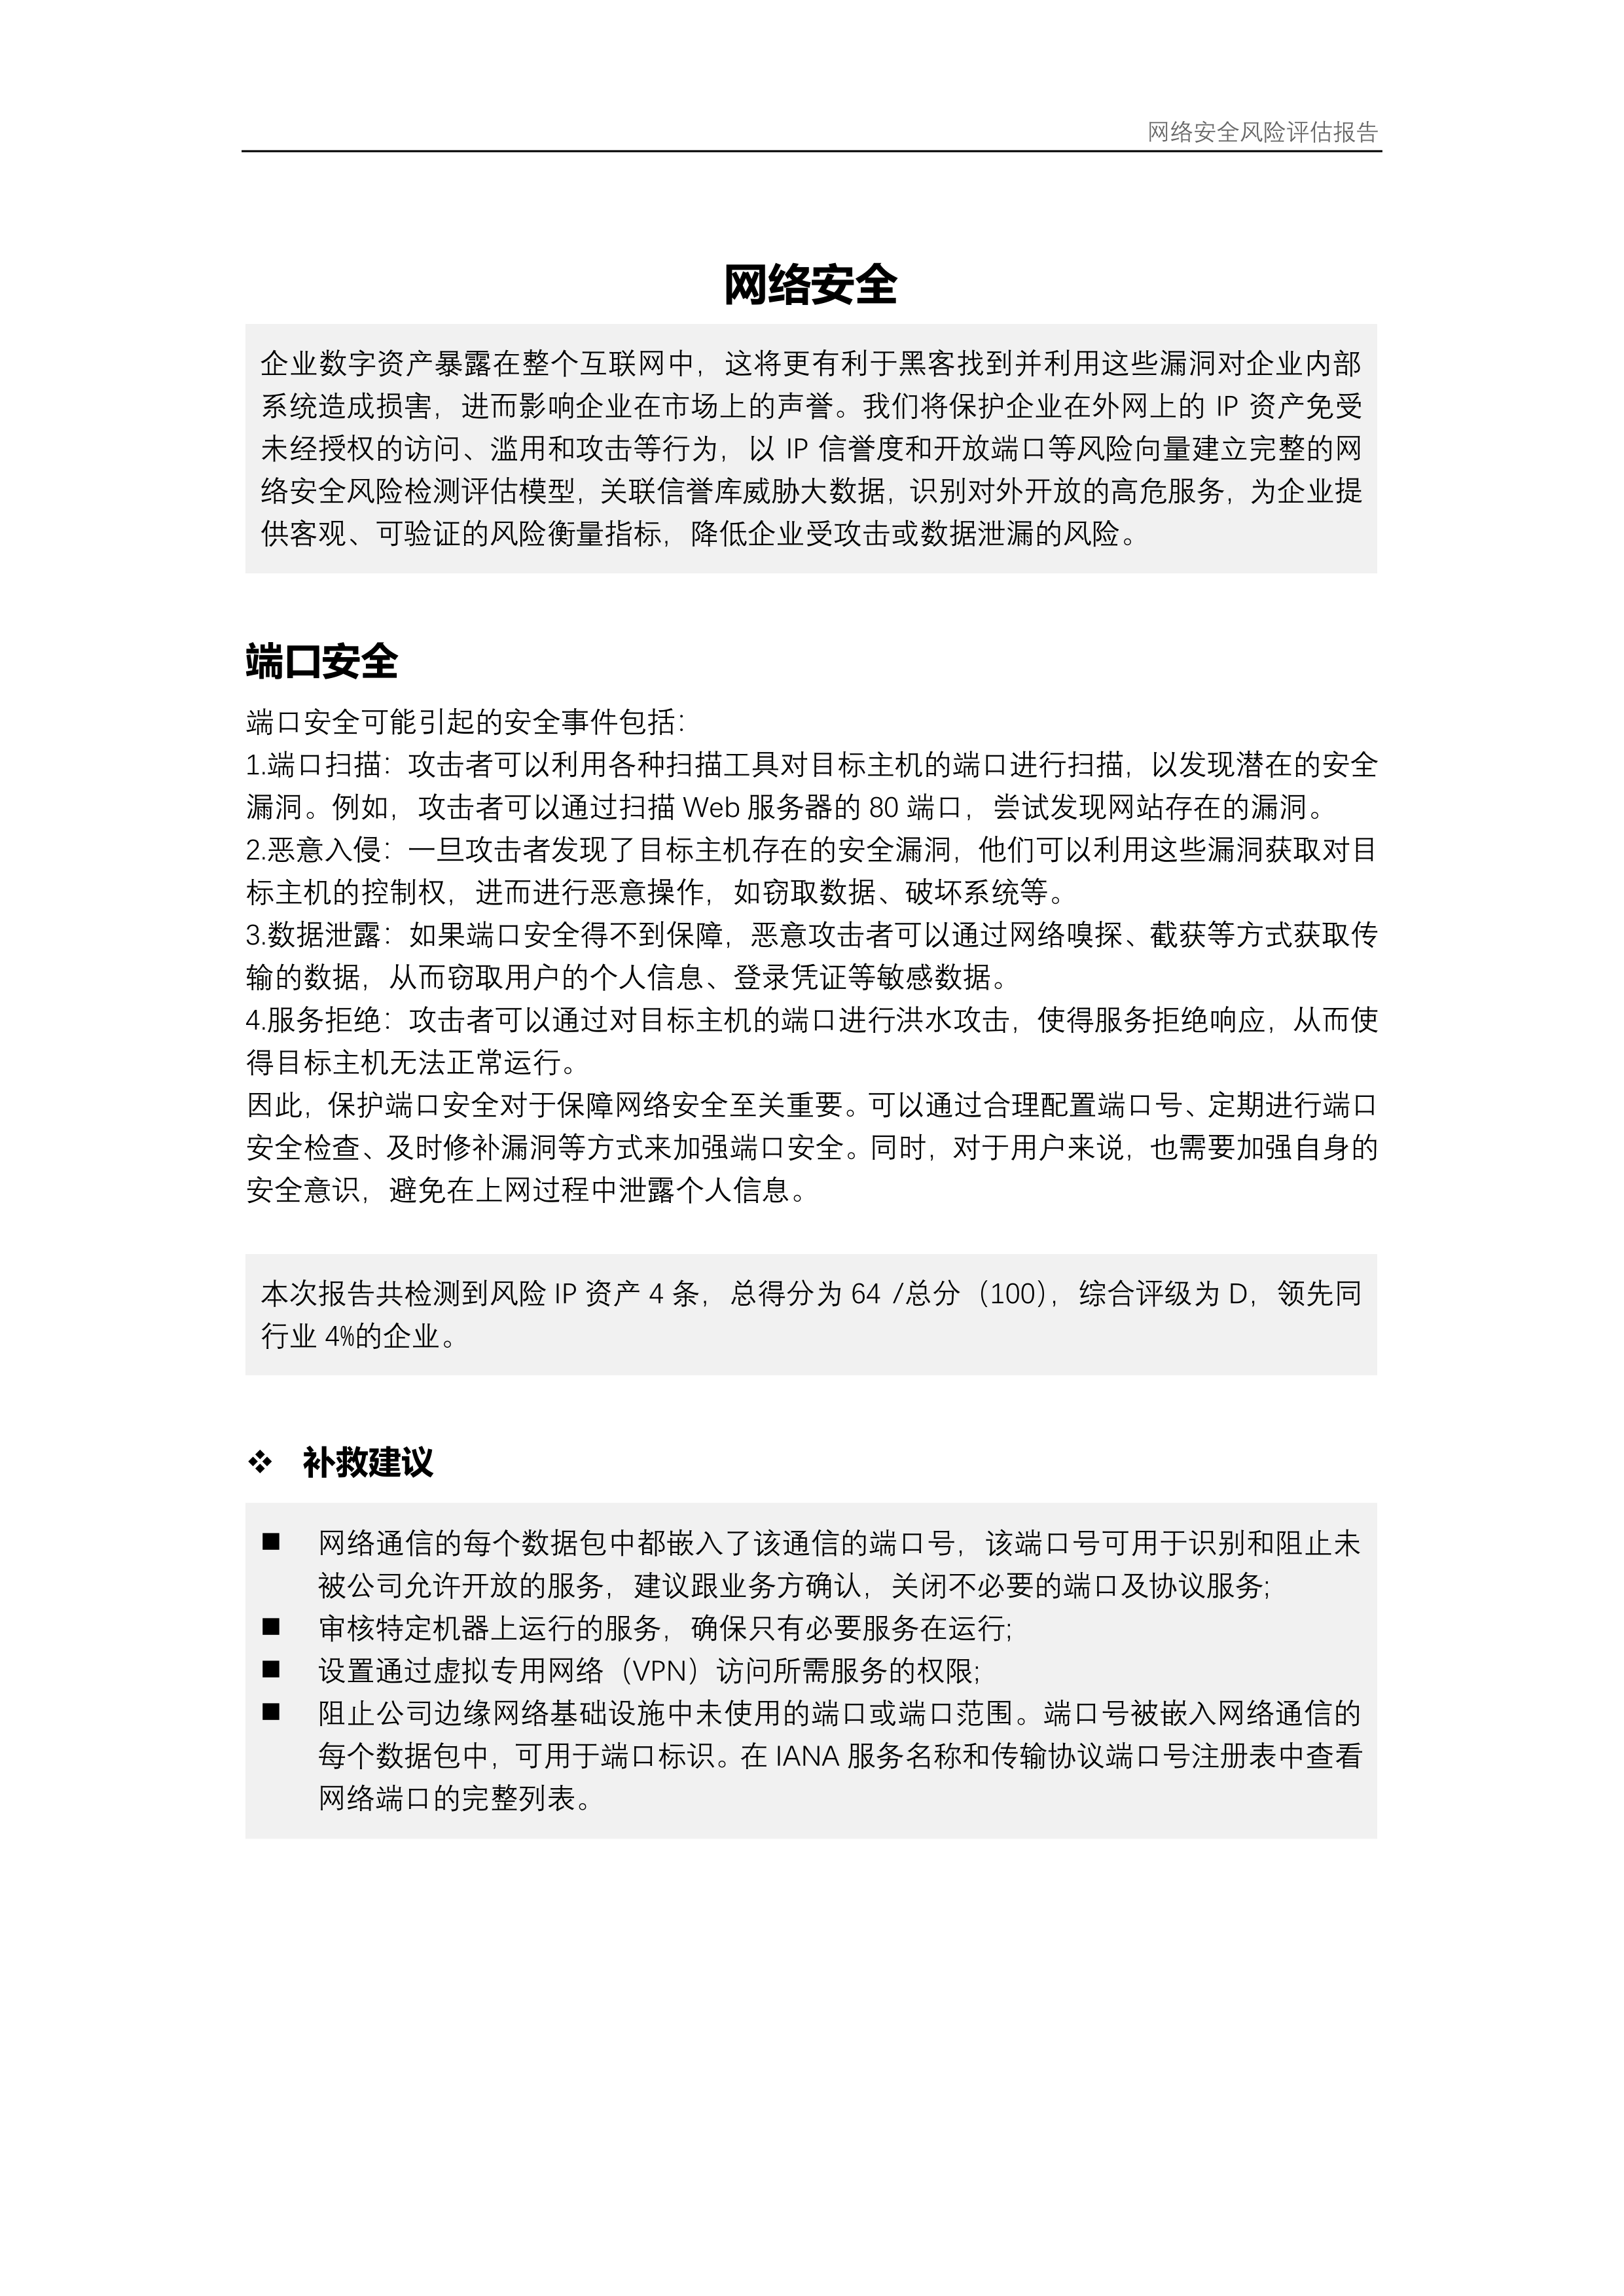 网络安全风险评估报告
网络安全
企业数字资产暴露在整个互联网中，这将更有利于黑客找到并利用这些漏洞对企业内部
系统造成损害，进而影响企业在市场上的声誉。我们将保护企业在外网上的 IP 资产免受
未经授权的访问、滥用和攻击等行为，以 IP 信誉度和开放端口等风险向量建立完整的网
络安全风险检测评估模型，关联信誉库威胁大数据，识别对外开放的高危服务，为企业提
供客观、可验证的风险衡量指标，降低企业受攻击或数据泄漏的风险。
端口安全
端口安全可能引起的安全事件包括：
1.端口扫描：攻击者可以利用各种扫描工具对目标主机的端口进行扫描，以发现潜在的安全
漏洞。例如，攻击者可以通过扫描 Web 服务器的 80 端口，尝试发现网站存在的漏洞。
2.恶意入侵：一旦攻击者发现了目标主机存在的安全漏洞，他们可以利用这些漏洞获取对目
标主机的控制权，进而进行恶意操作，如窃取数据、破坏系统等。
3.数据泄露：如果端口安全得不到保障，恶意攻击者可以通过网络嗅探、截获等方式获取传
输的数据，从而窃取用户的个人信息、登录凭证等敏感数据。
4.服务拒绝：攻击者可以通过对目标主机的端口进行洪水攻击，使得服务拒绝响应，从而使
得目标主机无法正常运行。
因此，保护端口安全对于保障网络安全至关重要。可以通过合理配置端口号、定期进行端口
安全检查、及时修补漏洞等方式来加强端口安全。同时，对于用户来说，也需要加强自身的
安全意识，避免在上网过程中泄露个人信息。
本次报告共检测到风险 IP 资产 4 条，总得分为 64 /总分（100），综合评级为 D，领先同
行业 4%的企业。
❖ 补救建议
■ 网络通信的每个数据包中都嵌入了该通信的端口号，该端口号可用于识别和阻止未
被公司允许开放的服务，建议跟业务方确认，关闭不必要的端口及协议服务;
■ 审核特定机器上运行的服务，确保只有必要服务在运行;
■ 设置通过虚拟专用网络（VPN）访问所需服务的权限;
■ 阻止公司边缘网络基础设施中未使用的端口或端口范围。端口号被嵌入网络通信的
每个数据包中，可用于端口标识。在 IANA 服务名称和传输协议端口号注册表中查看
网络端口的完整列表。